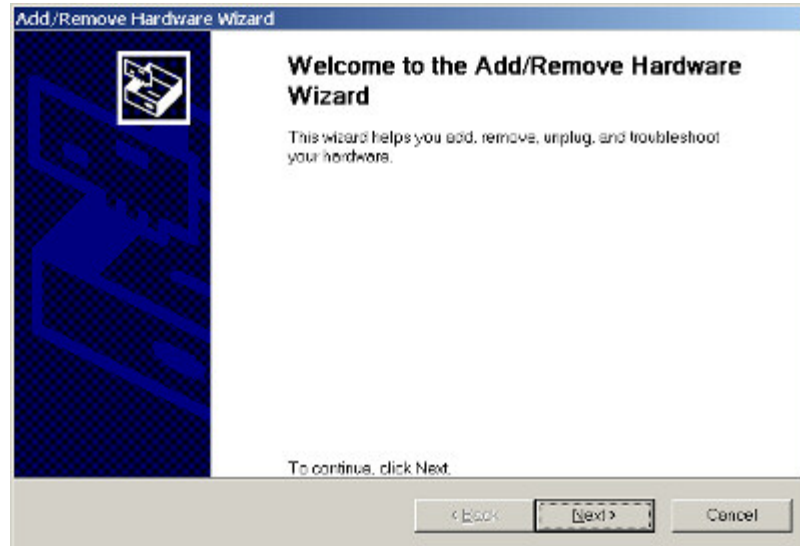 Add/Remove Hardware Wizard
Welcome to the Add/Remove Hardware
Wizard
This wizard helps you add, remove, unplug, and troubleshoot
your hardware.
To continue, click Next.
< Back
Next >
Cancel